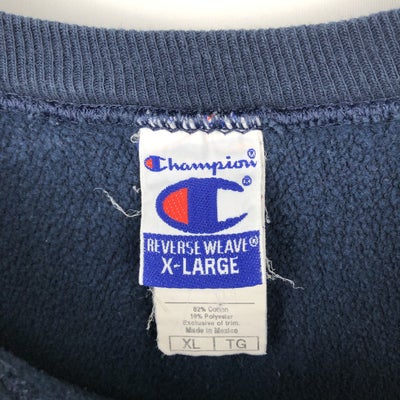 Champion®
REVERSE WEAVE®
X-LARGE
82% Cotton
18% Polyester
Exclusive of trim.
Made in Mexico
XL TG